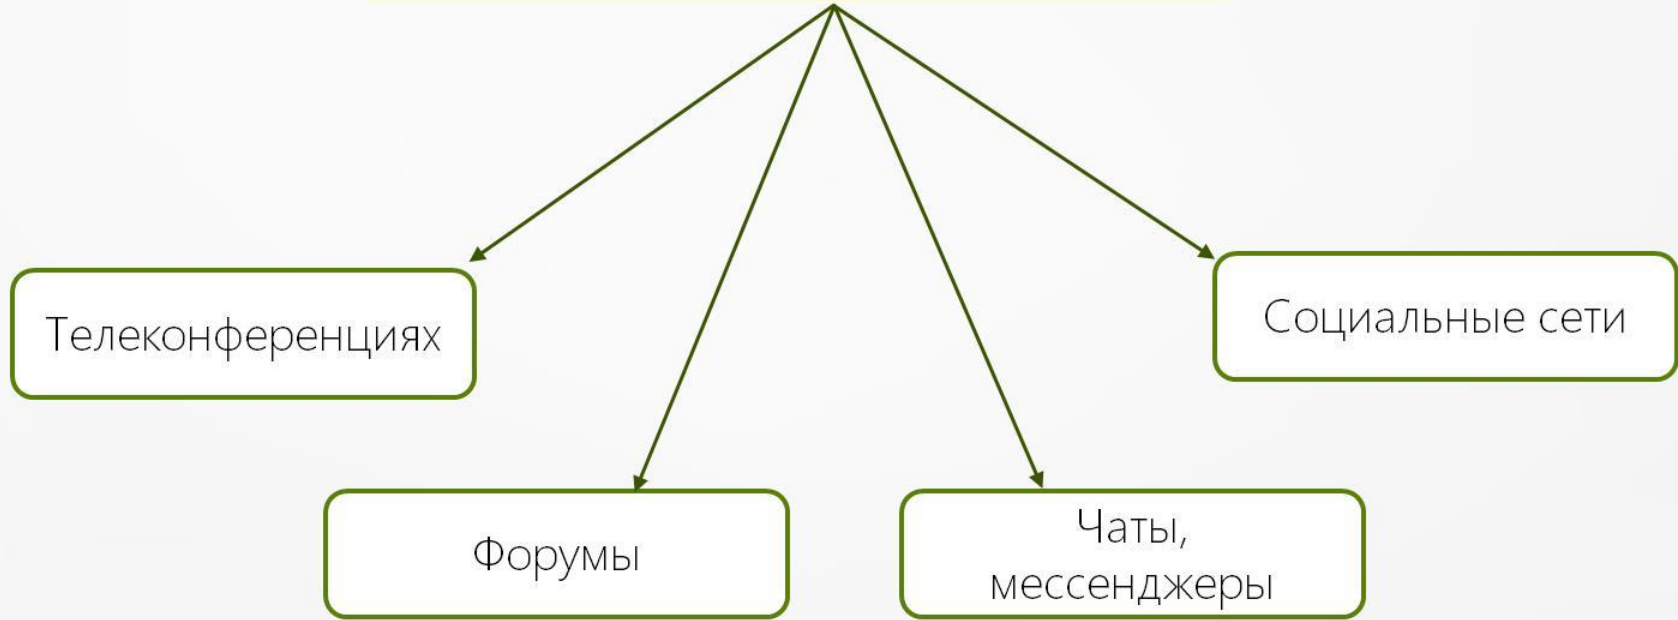 Телеконференциях
Социальные сети
Форумы
Чаты,
мессенджеры